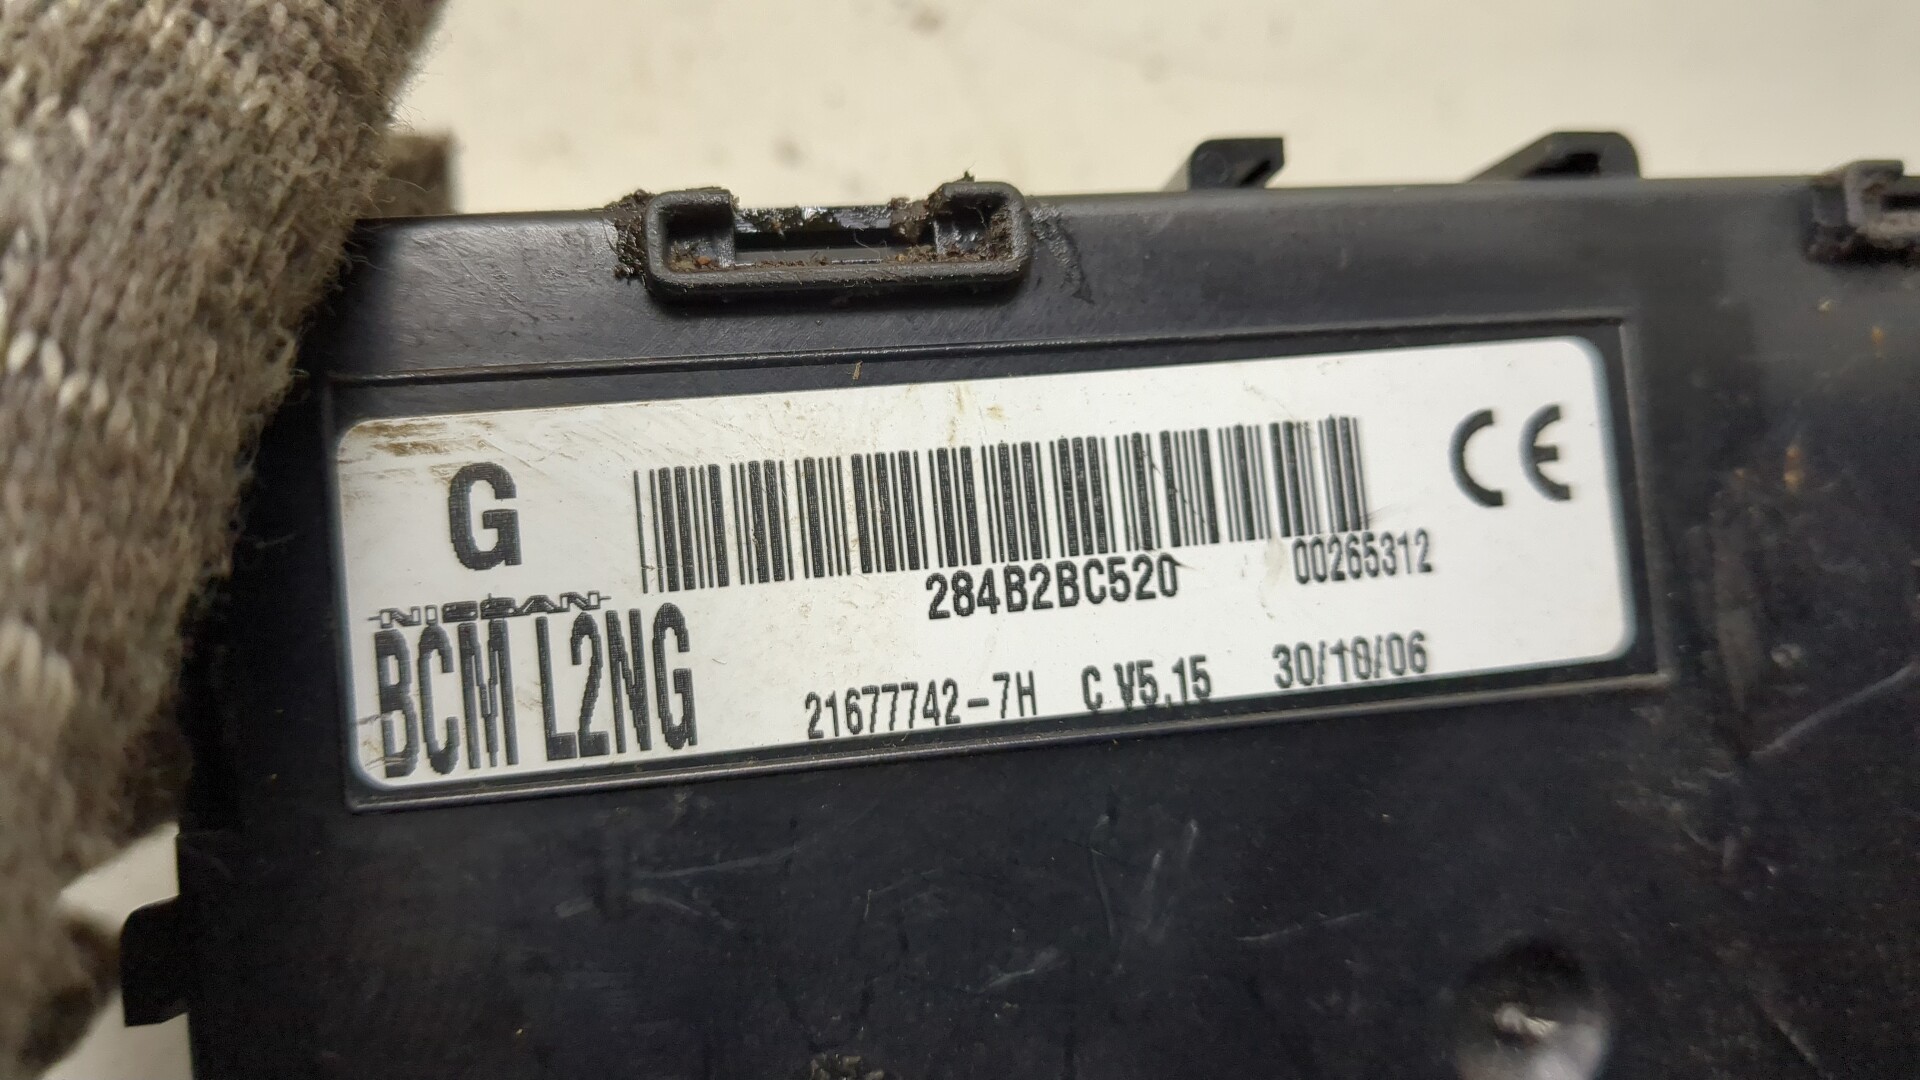 G
CE
284B2BC520 00265312
NISSAN
BCM L2NG
21677742-7H C V5.15 30/10/06